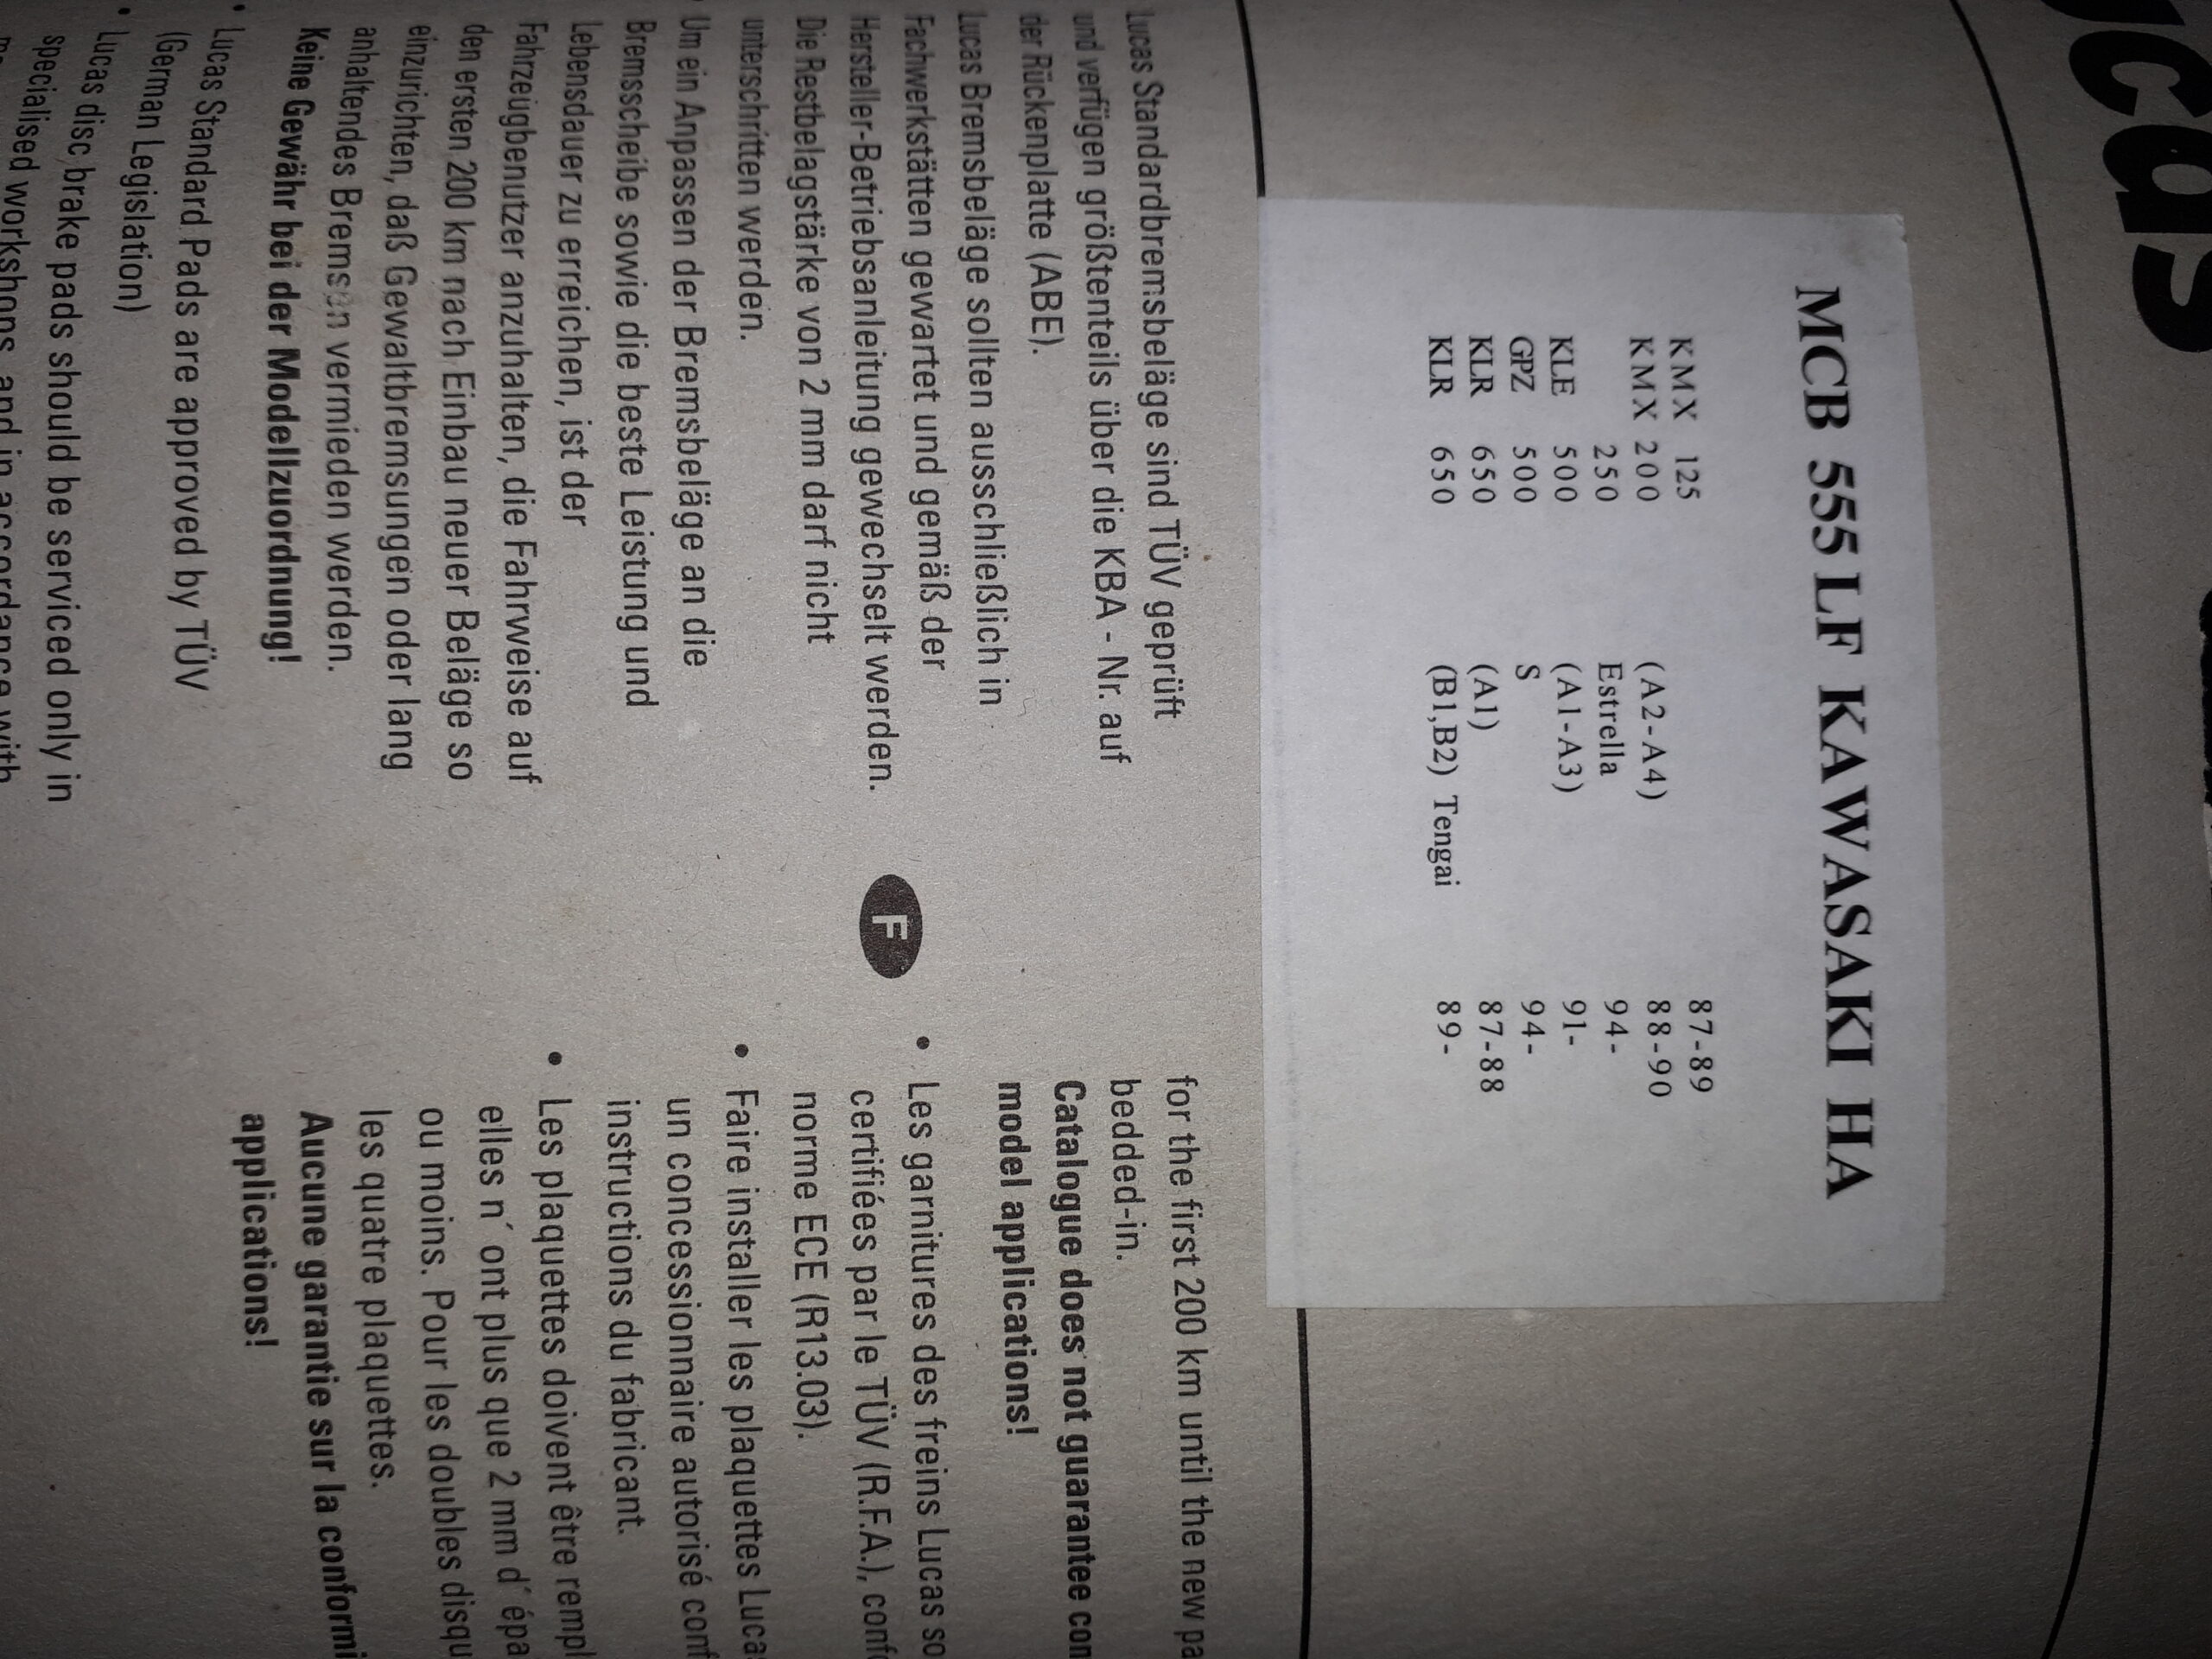 ucas
MCB 555 LF KAWASAKI HA
KMX 125 87-89
KMX 200 (A2-A4) 88-90
250 Estrella 94-
KLE 500 (A1-A3) 91-
GPZ 500 S 94-
KLR 650 (A1) 87-88
KLR 650 (B1,B2) Tengai 89-
Lucas Standardbremsbeläge sind TÜV geprüft
und verfügen größtenteils über die KBA - Nr. auf
der Rückenplatte (ABE).
Lucas Bremsbeläge sollten ausschließlich in
Fachwerkstätten gewartet und gemäß der
Hersteller-Betriebsanleitung gewechselt werden.
Die Restbelagstärke von 2 mm darf nicht
unterschritten werden.
Um ein Anpassen der Bremsbeläge an die
Bremsscheibe sowie die beste Leistung und
Lebensdauer zu erreichen, ist der
Fahrzeugbenutzer anzuhalten, die Fahrweise auf
den ersten 200 km nach Einbau neuer Beläge so
einzurichten, daß Gewaltbremsungen oder lang
anhaltendes Bremsen vermieden werden.
Keine Gewähr bei der Modellzuordnung!
• Lucas Standard Pads are approved by TÜV
(German Legislation)
• Lucas disc brake pads should be serviced only in
specialised workshops and in accordance with
for the first 200 km until the new pa
bedded-in.
Catalogue does not guarantee con
model applications!
F
• Les garnitures des freins Lucas so
certifiées par le TÜV (R.F.A.), conf
norme ECE (R13.03).
• Faire installer les plaquettes Luca
un concessionnaire autorisé conf
instructions du fabricant.
• Les plaquettes doivent être rempl
elles n´ ont plus que 2 mm d´ épa
ou moins. Pour les doubles disqu
les quatre plaquettes.
Aucune garantie sur la conformi
applications!